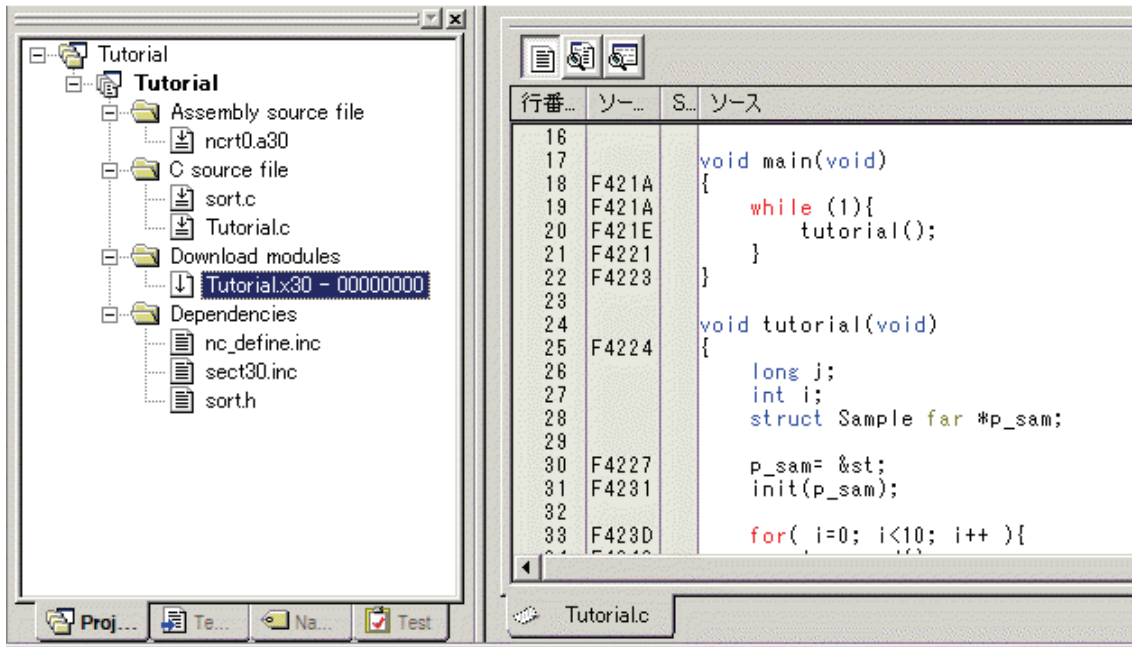 Tutorial
Tutorial
Assembly source file
ncrt0.a30
C source file
sort.c
Tutorial.c
Download modules
Tutorial.x30 - 00000000
Dependencies
nc_define.inc
sect30.inc
sort.h
Proj... Te... Na... Test
行番... ソー... S... ソース
16
17 void main(void)
18 F421A {
19 F421A while (1){
20 F421E tutorial();
21 F4221 }
22 F4223 }
23
24 void tutorial(void)
25 F4224 {
26 long j;
27 int i;
28 struct Sample far *p_sam;
29
30 F4227 p_sam= &st;
31 F4231 init(p_sam);
32
33 F423D for( i=0; i<10; i++ ){
Tutorial.c